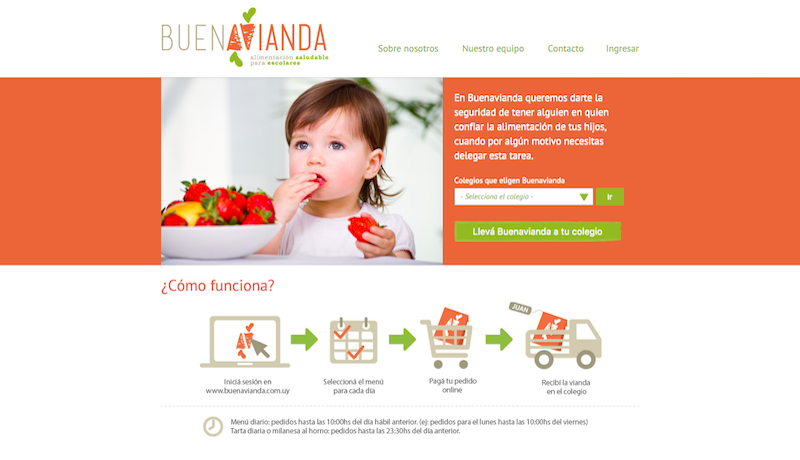 BUENAVIANDA
alimentación saludable
para escolares
Sobre nosotros
Nuestro equipo
Contacto
Ingresar
En Buenavianda queremos darte la
seguridad de tener alguien en quien
confiar la alimentación de tus hijos,
cuando por algún motivo necesitas
delegar esta tarea.
Colegios que eligen Buenavianda
- Selecciona el colegio -
Ir
Llevá Buenavianda a tu colegio
¿Cómo funciona?
JUAN
Iniciá sesión en
www.buenavianda.com.uy
Seleccioná el menú
para cada día
Pagá tu pedido
online
Recibí la vianda
en el colegio
Menú diario: pedidos hasta las 10:00hs del día hábil anterior. (ej: pedidos para el lunes hasta las 10:00hs del viernes)
Tarta diaria o milanesa al horno: pedidos hasta las 23:30hs del día anterior.